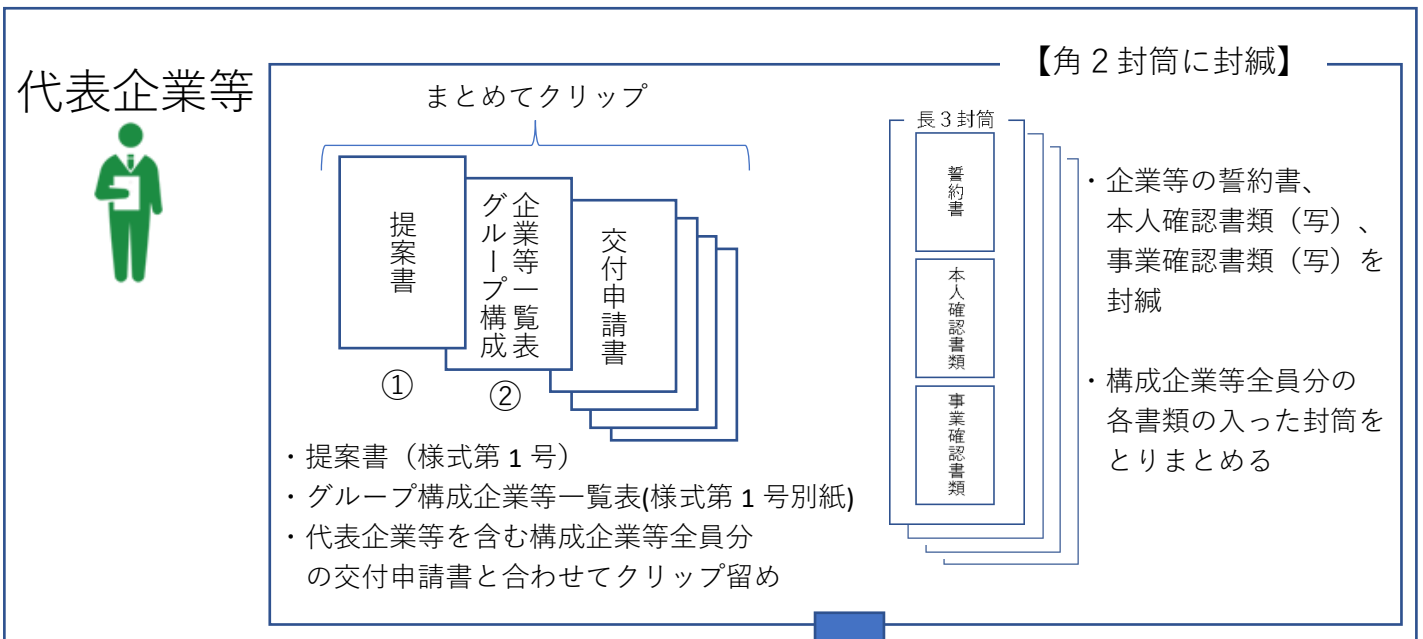 代表企業等
【角２封筒に封緘】
まとめてクリップ
提案書
①
グループ構成
企業等一覧表
②
交付申請書
・提案書（様式第１号）
・グループ構成企業等一覧表(様式第１号別紙)
・代表企業等を含む構成企業等全員分
の交付申請書と合わせてクリップ留め
長３封筒
誓約書
本人確認書類
事業確認書類
・企業等の誓約書、
本人確認書類（写）、
事業確認書類（写）を
封緘
・構成企業等全員分の
各書類の入った封筒を
とりまとめる